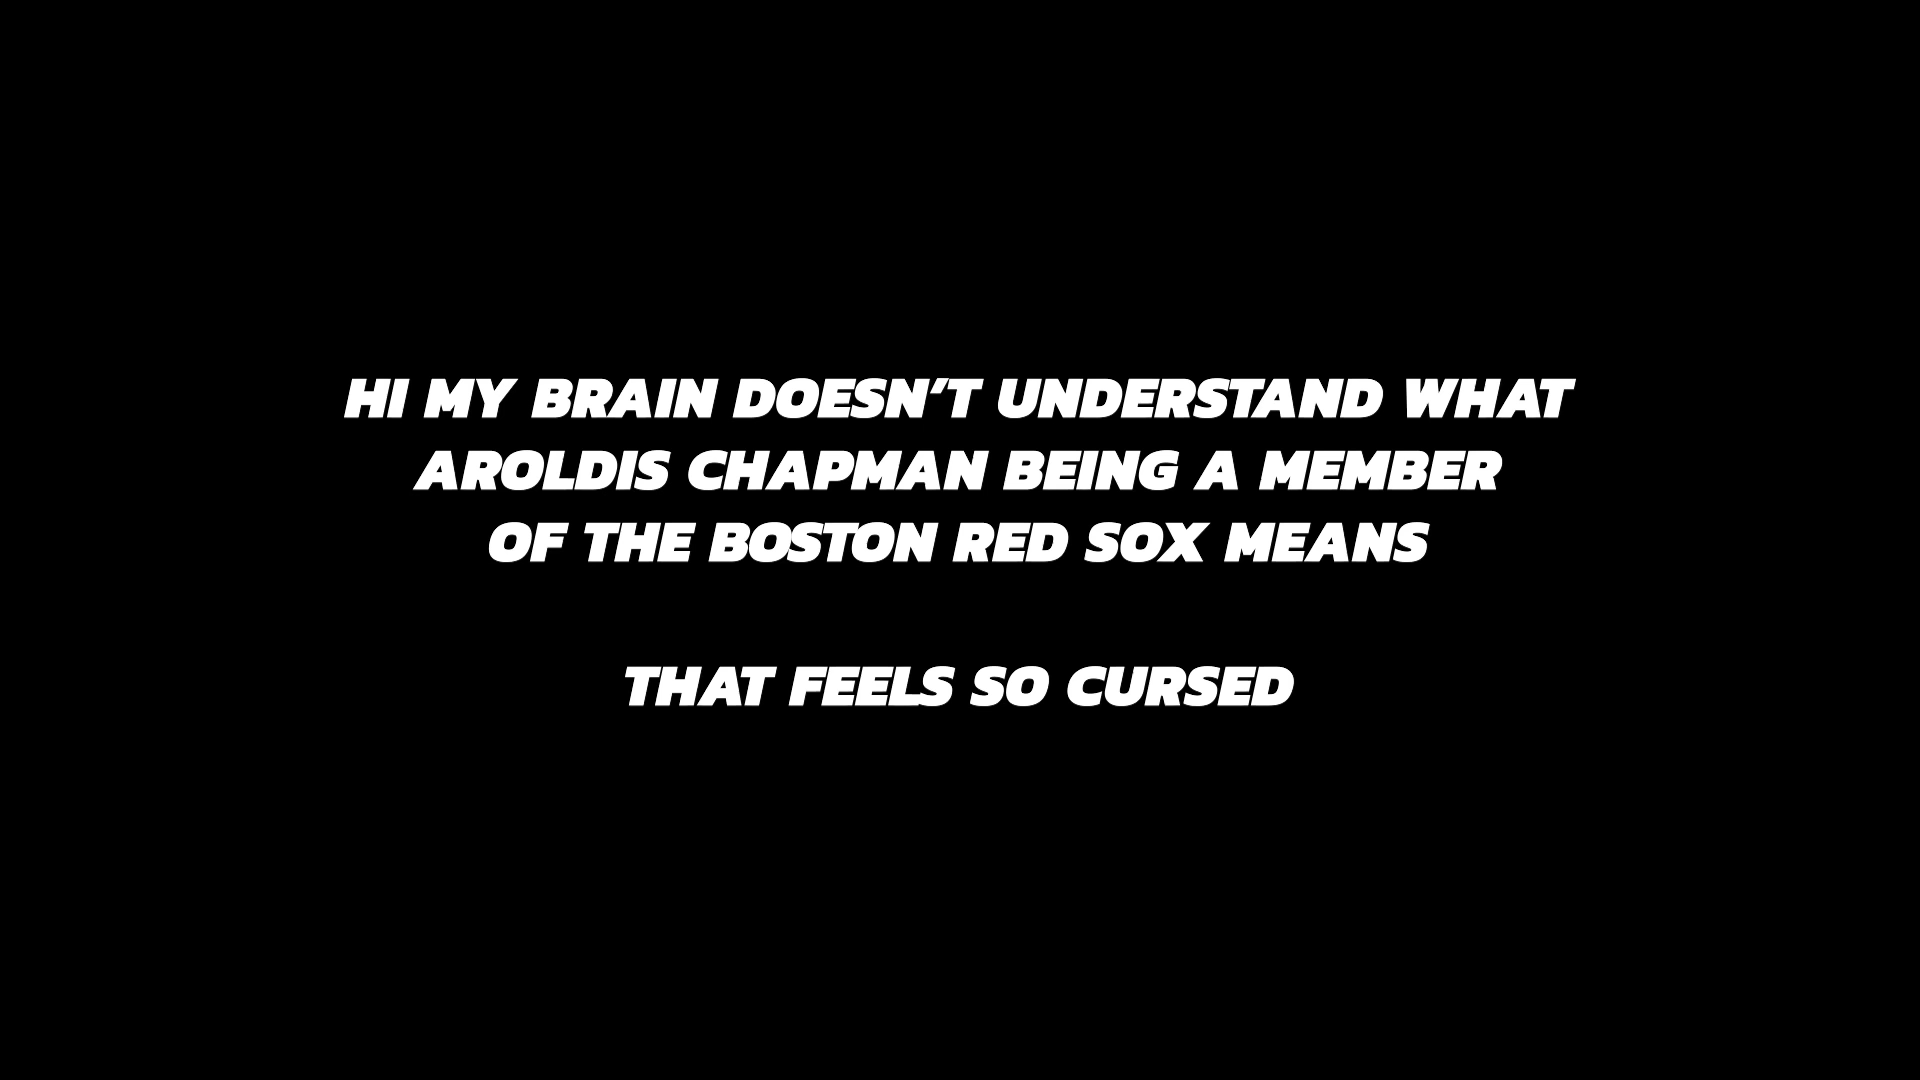 HI MY BRAIN DOESN’T UNDERSTAND WHAT
AROLDIS CHAPMAN BEING A MEMBER
OF THE BOSTON RED SOX MEANS
THAT FEELS SO CURSED